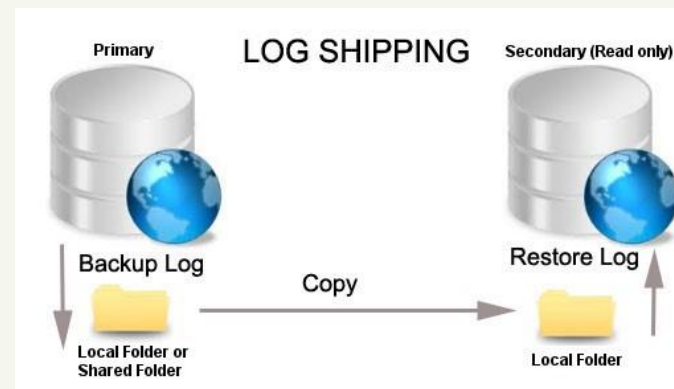 Primary
LOG SHIPPING
Secondary (Read only)
Backup Log
Restore Log
Copy
Local Folder or
Shared Folder
Local Folder